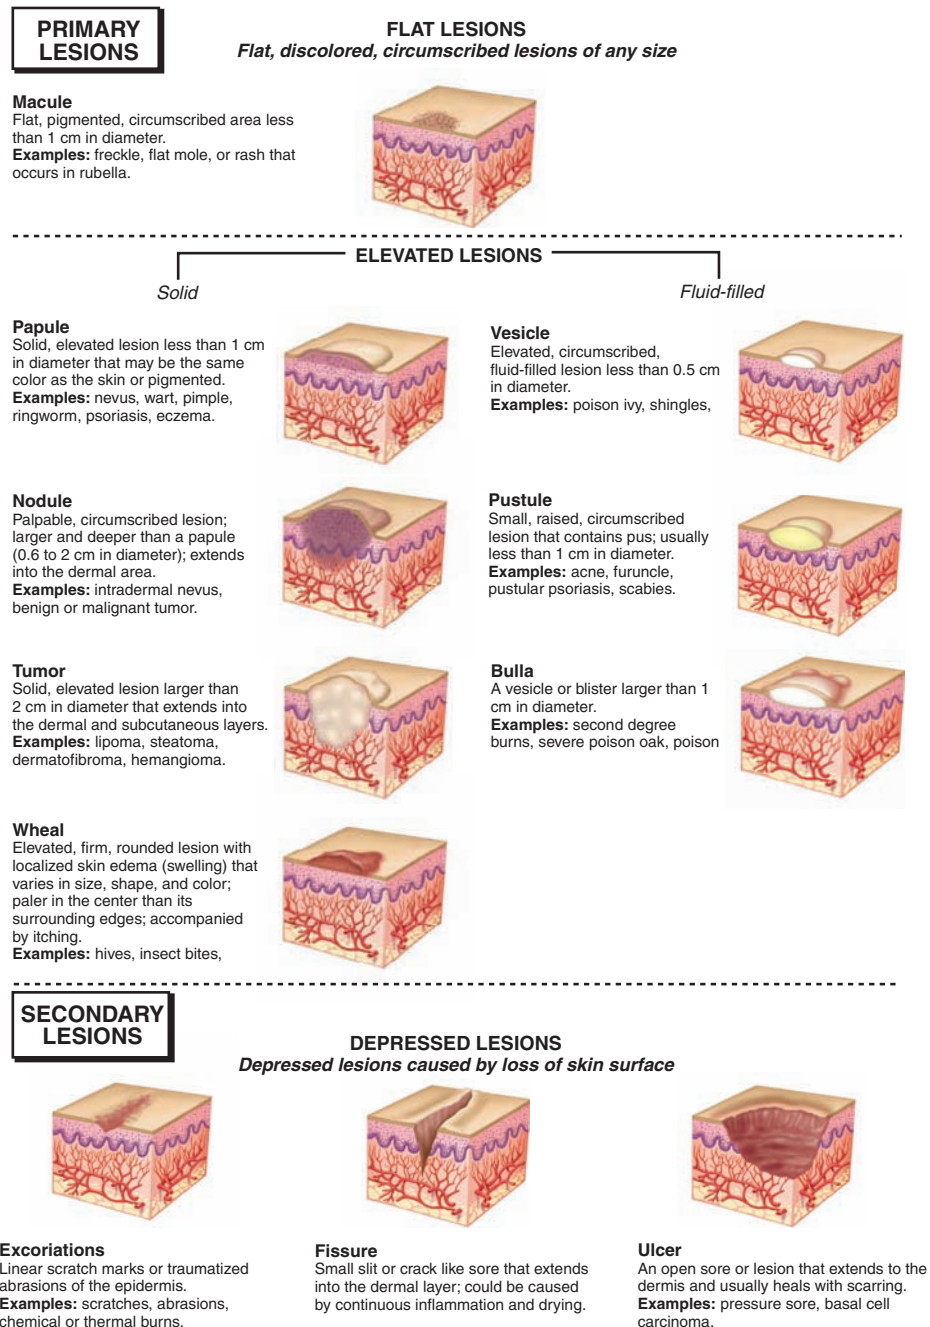 PRIMARY
LESIONS
FLAT LESIONS
Flat, discolored, circumscribed lesions of any size
Macule
Flat, pigmented, circumscribed area less
than 1 cm in diameter.
Examples: freckle, flat mole, or rash that
occurs in rubella.
ELEVATED LESIONS
Solid
Fluid-filled
Papule
Solid, elevated lesion less than 1 cm
in diameter that may be the same
color as the skin or pigmented.
Examples: nevus, wart, pimple,
ringworm, psoriasis, eczema.
Vesicle
Elevated, circumscribed,
fluid-filled lesion less than 0.5 cm
in diameter.
Examples: poison ivy, shingles,
Nodule
Palpable, circumscribed lesion;
larger and deeper than a papule
(0.6 to 2 cm in diameter); extends
into the dermal area.
Examples: intradermal nevus,
benign or malignant tumor.
Pustule
Small, raised, circumscribed
lesion that contains pus; usually
less than 1 cm in diameter.
Examples: acne, furuncle,
pustular psoriasis, scabies.
Tumor
Solid, elevated lesion larger than
2 cm in diameter that extends into
the dermal and subcutaneous layers.
Examples: lipoma, steatoma,
dermatofibroma, hemangioma.
Bulla
A vesicle or blister larger than 1
cm in diameter.
Examples: second degree
burns, severe poison oak, poison
Wheal
Elevated, firm, rounded lesion with
localized skin edema (swelling) that
varies in size, shape, and color;
paler in the center than its
surrounding edges; accompanied
by itching.
Examples: hives, insect bites,
SECONDARY
LESIONS
DEPRESSED LESIONS
Depressed lesions caused by loss of skin surface
Excoriations
Linear scratch marks or traumatized
abrasions of the epidermis.
Examples: scratches, abrasions,
chemical or thermal burns.
Fissure
Small slit or crack like sore that extends
into the dermal layer; could be caused
by continuous inflammation and drying.
Ulcer
An open sore or lesion that extends to the
dermis and usually heals with scarring.
Examples: pressure sore, basal cell
carcinoma.